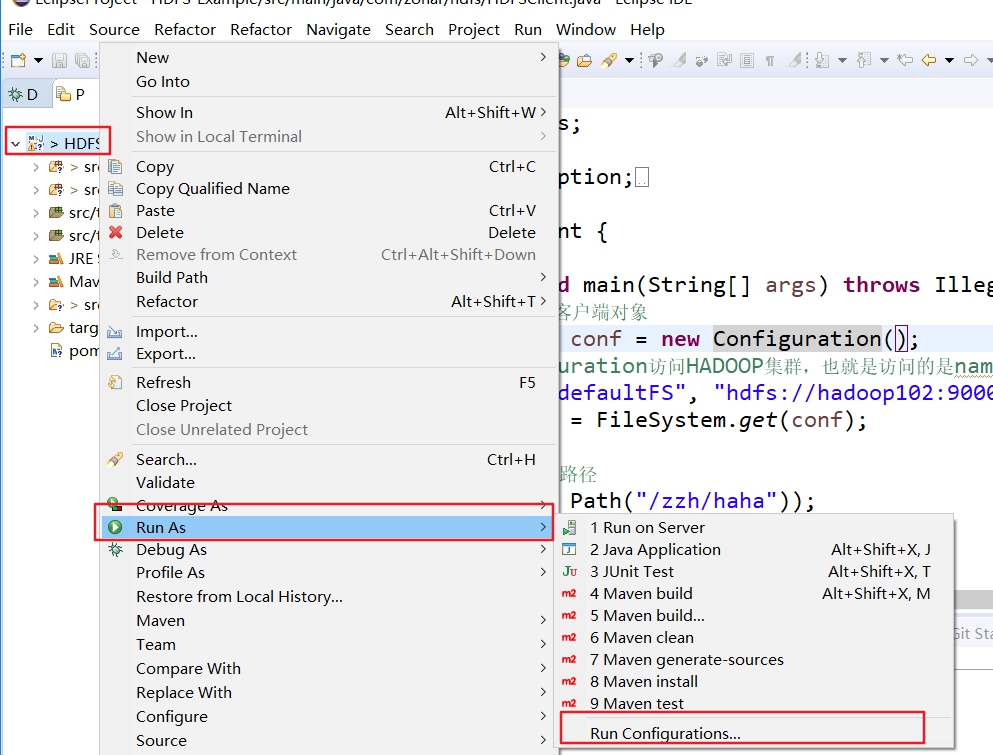 EclipseProject - HDFS-Example/src/main/java/com/zonar/hdfs/HDFSClient.java - Eclipse IDE
File Edit Source Refactor Refactor Navigate Search Project Run Window Help
D
P
> HDFS
> src
> src
src/t
src/t
JRE
Mav
> src
targ
pom
New
Go Into
Show In Alt+Shift+W
Show in Local Terminal
Copy Ctrl+C
Copy Qualified Name
Paste Ctrl+V
Delete Delete
Remove from Context Ctrl+Alt+Shift+Down
Build Path
Refactor Alt+Shift+T
Import...
Export...
Refresh F5
Close Project
Close Unrelated Project
Search... Ctrl+H
Validate
Coverage As
Run As
Debug As
Profile As
Restore from Local History...
Maven
Team
Compare With
Replace With
Configure
Source
s;
ption;
nt {
d main(String[] args) throws Illeg
客户端对象
conf = new Configuration();
uration访问HADOOP集群，也就是访问的是nam
defaultFS", "hdfs://hadoop102:9000
= FileSystem.get(conf);
路径
Path("/zzh/haha"));
1 Run on Server
2 Java Application Alt+Shift+X, J
3 JUnit Test Alt+Shift+X, T
4 Maven build Alt+Shift+X, M
5 Maven build...
6 Maven clean
7 Maven generate-sources
8 Maven install
9 Maven test
Run Configurations...
Git Sta